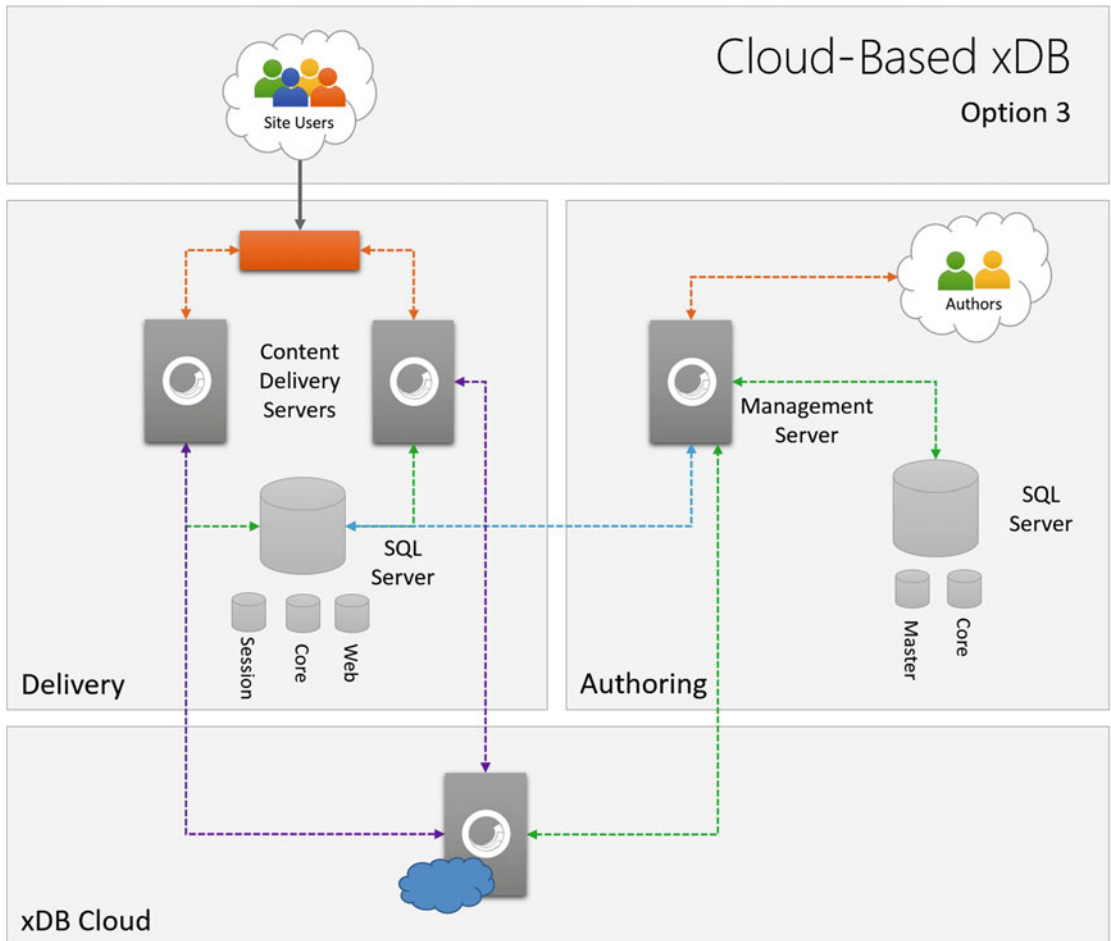 Cloud-Based xDB
Option 3
Site Users
Content
Delivery
Servers
SQL
Server
Session
Core
Web
Delivery
Authors
Management
Server
SQL
Server
Master
Core
Authoring
xDB Cloud